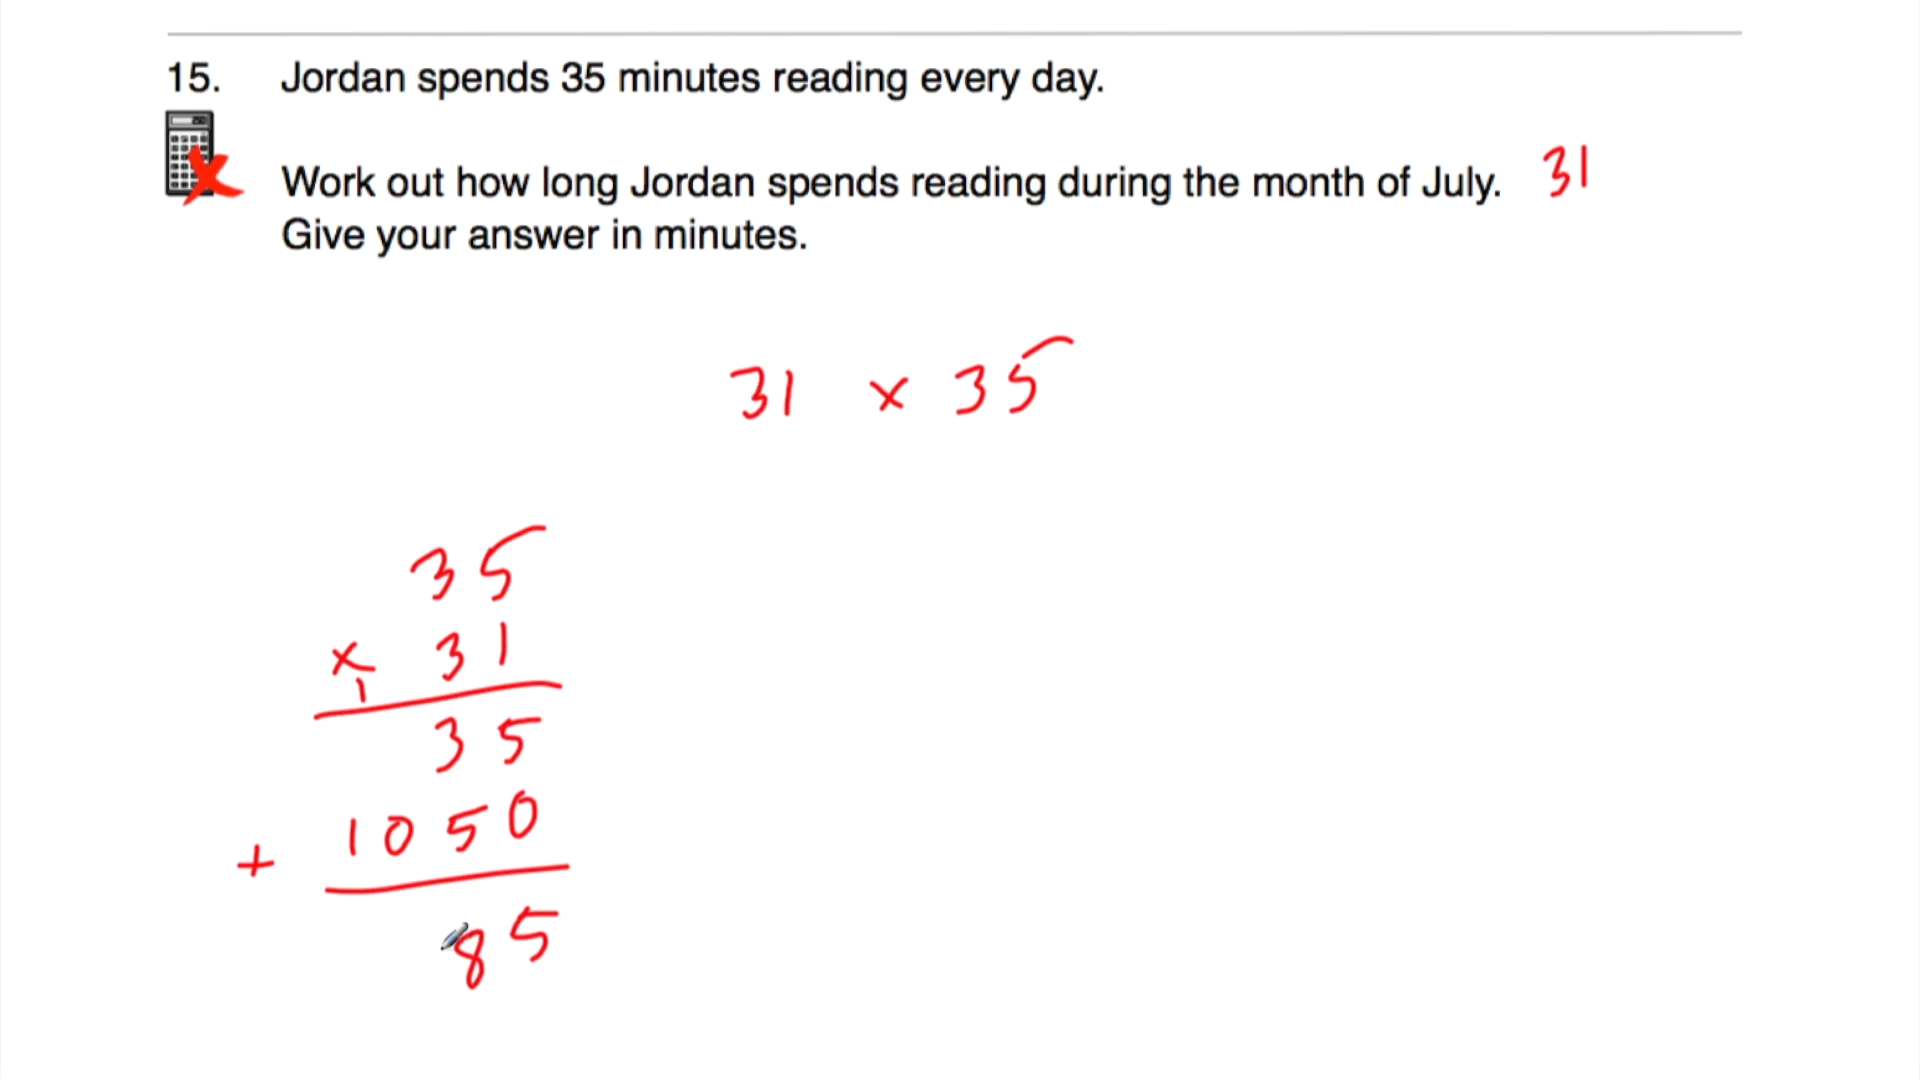 15. Jordan spends 35 minutes reading every day.
Work out how long Jordan spends reading during the month of July. 31
Give your answer in minutes.
31 x 35
35
x 31
1
35
+ 1050
85